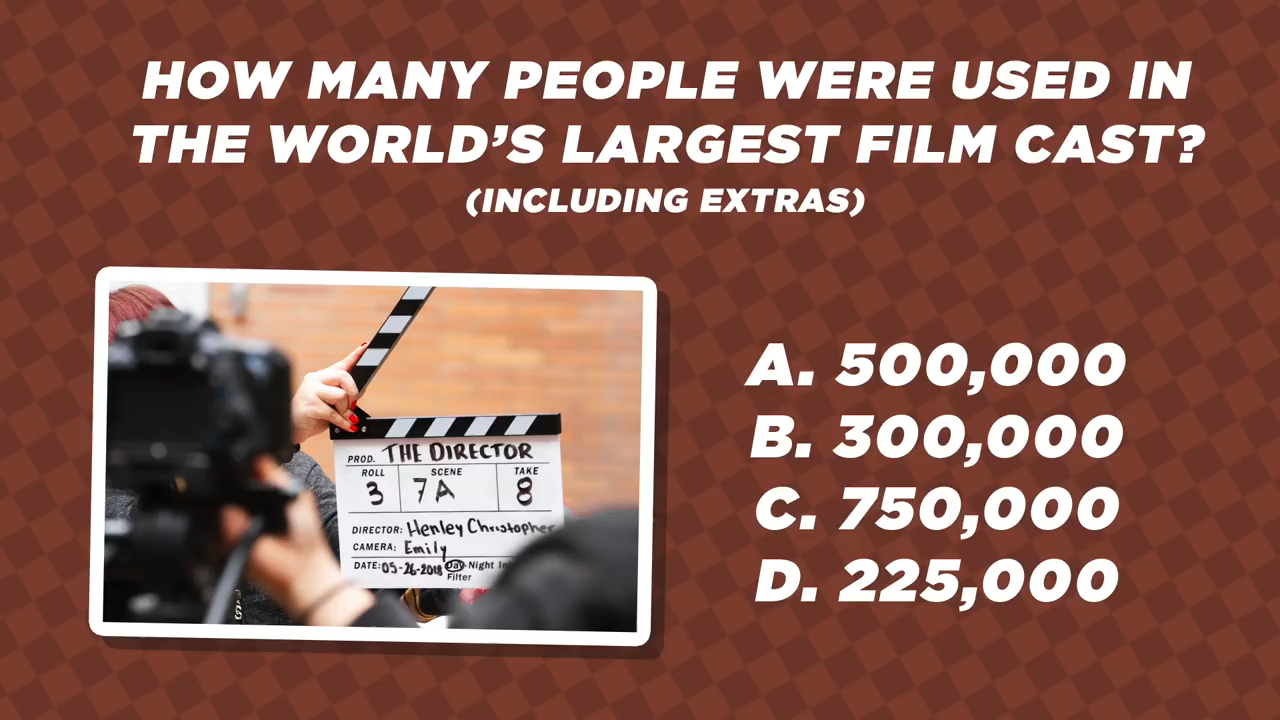 HOW MANY PEOPLE WERE USED IN
THE WORLD'S LARGEST FILM CAST?
(INCLUDING EXTRAS)
PROD. THE DIRECTOR
ROLL SCENE TAKE
3 7A 8
DIRECTOR: Henley Christopher
CAMERA: Emily
DATE: 05-26-2018 Day-Night
Filter
A. 500,000
B. 300,000
C. 750,000
D. 225,000